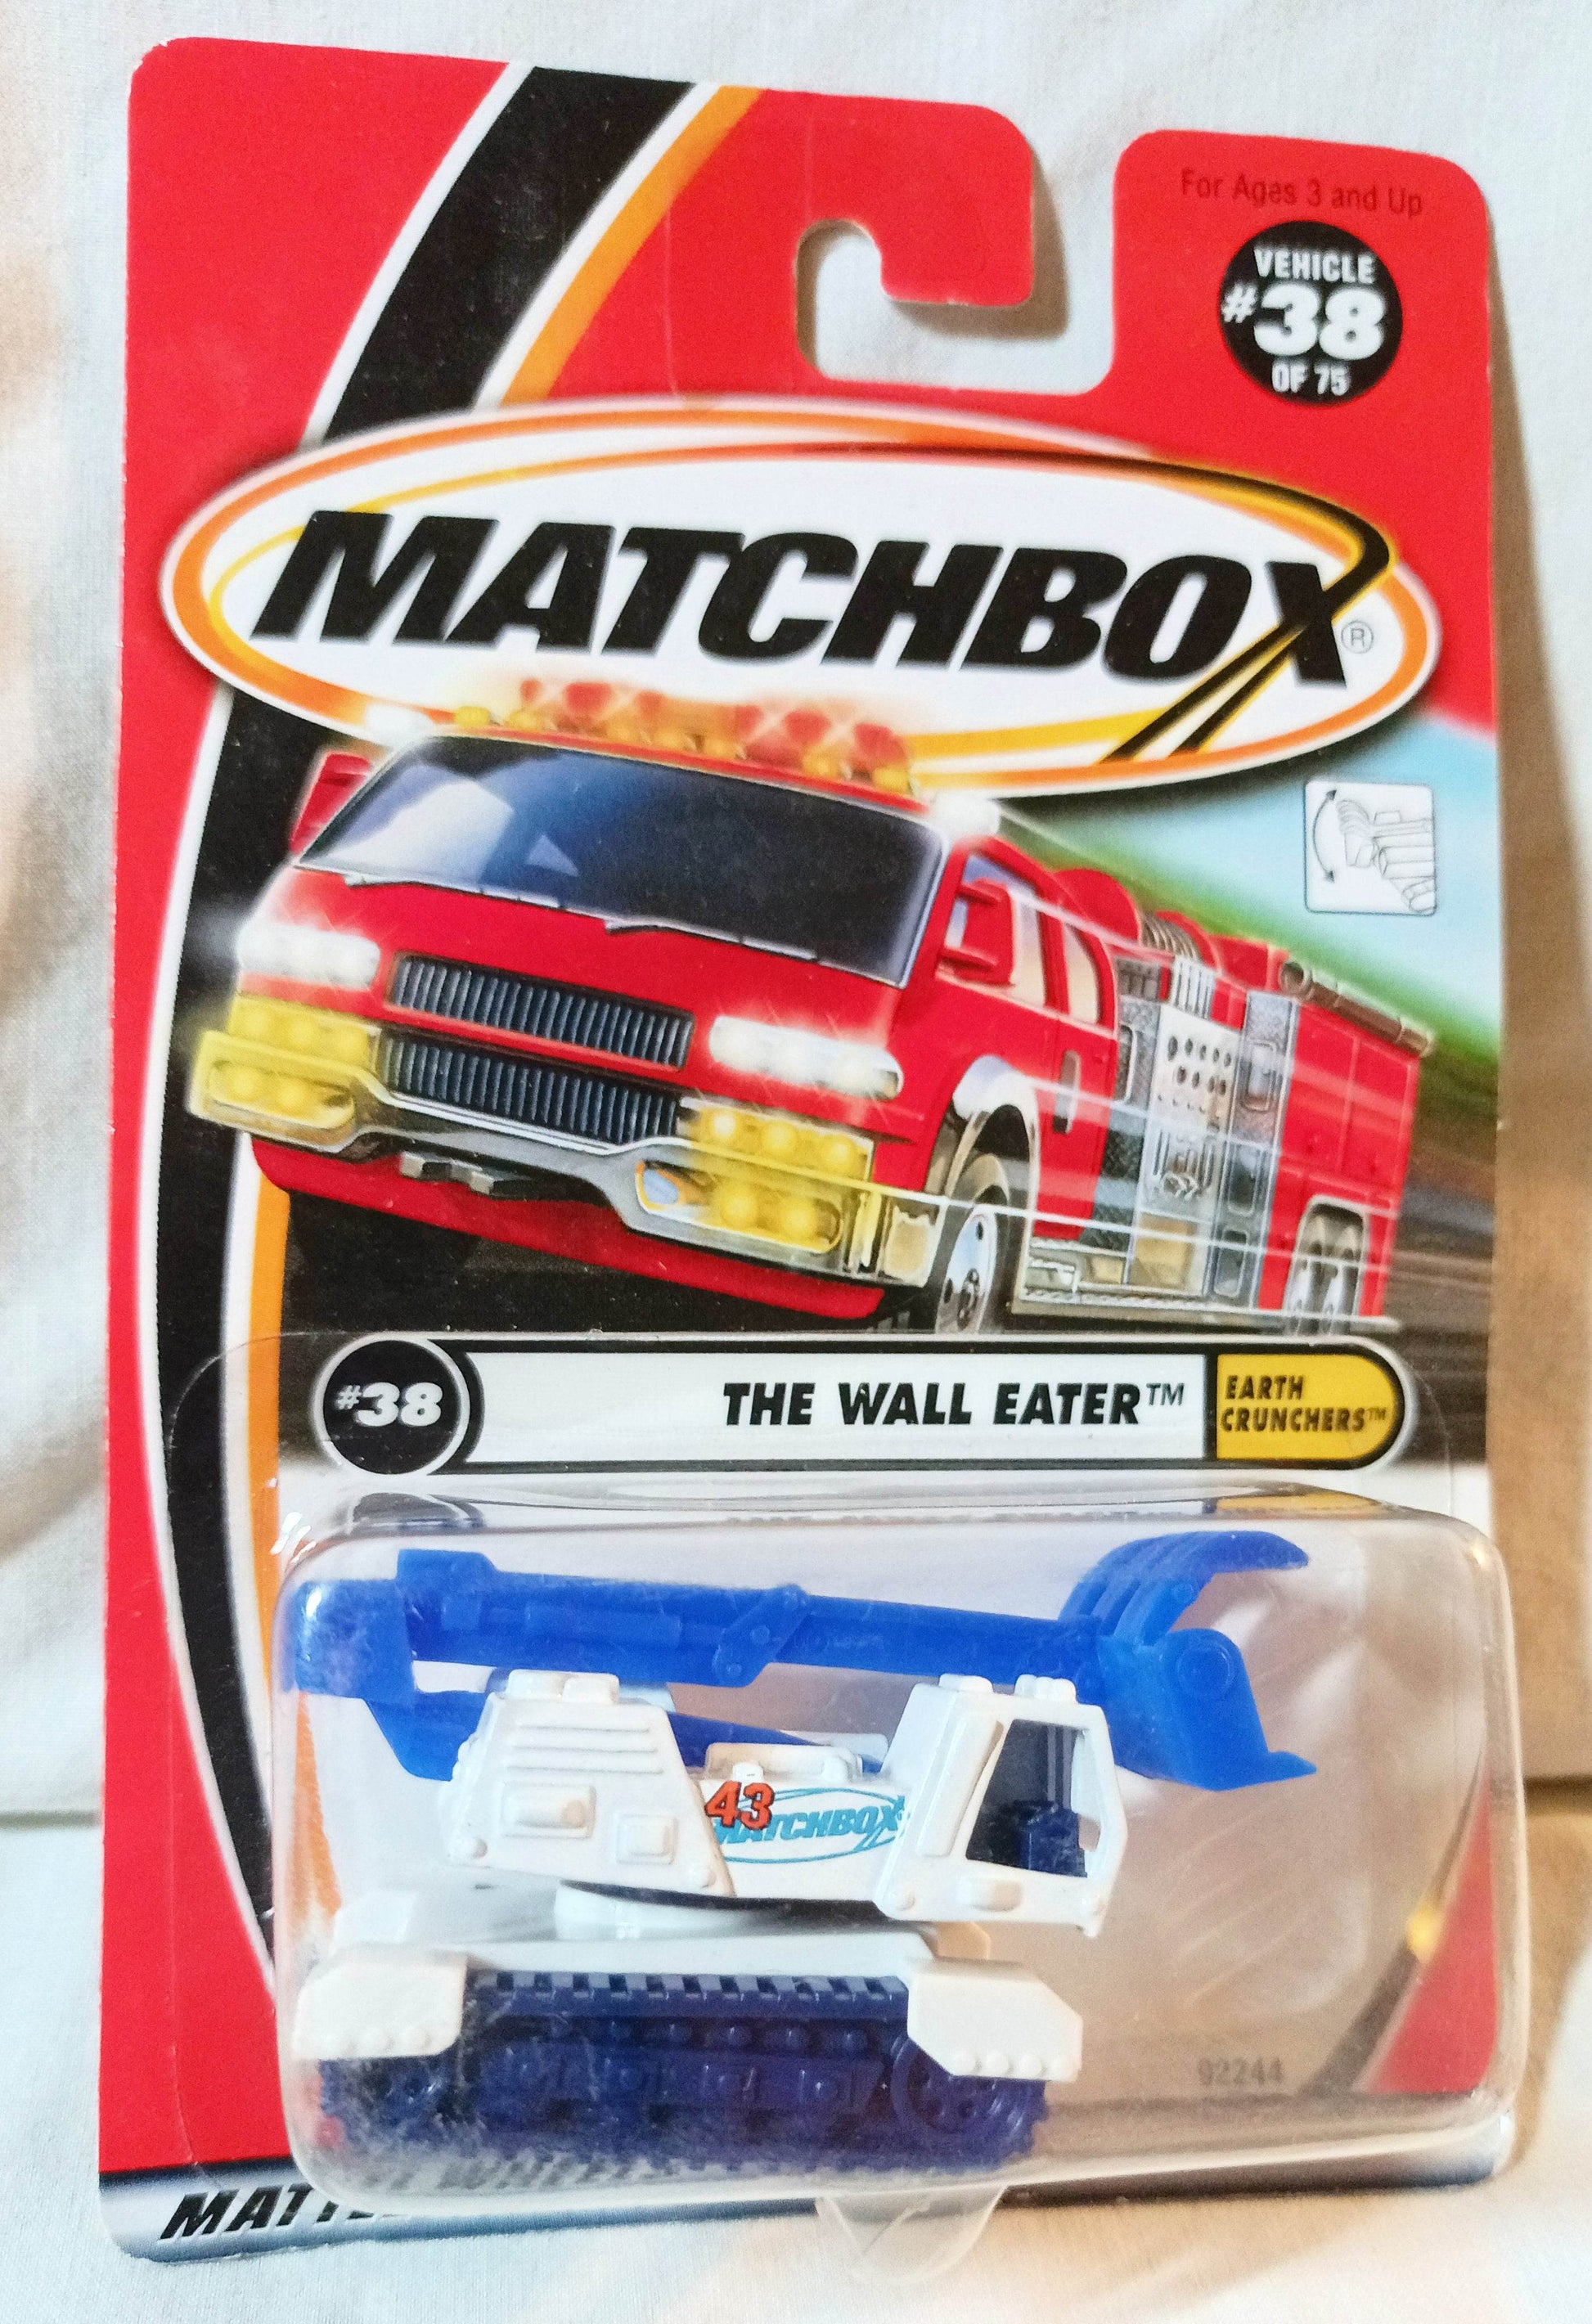 For Ages 3 and Up
VEHICLE
#38
OF 75
MATCHBOX®
#38
THE WALL EATER™
EARTH
CRUNCHERS™
43
MATCHBOX
92244
WHEELS